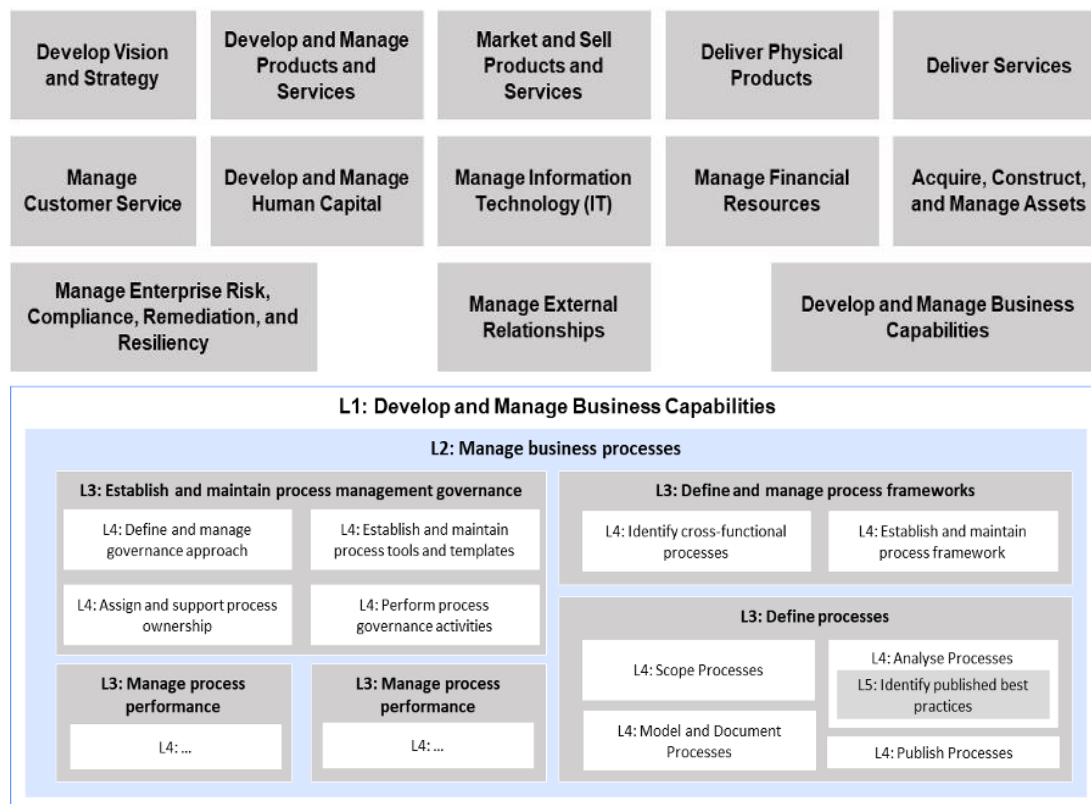 Develop Vision
and Strategy
Develop and Manage
Products and
Services
Market and Sell
Products and
Services
Deliver Physical
Products
Deliver Services
Manage
Customer Service
Develop and Manage
Human Capital
Manage Information
Technology (IT)
Manage Financial
Resources
Acquire, Construct,
and Manage Assets
Manage Enterprise Risk,
Compliance, Remediation, and
Resiliency
Manage External
Relationships
Develop and Manage Business
Capabilities
L1: Develop and Manage Business Capabilities
L2: Manage business processes
L3: Establish and maintain process management governance
L4: Define and manage
governance approach
L4: Establish and maintain
process tools and templates
L4: Assign and support process
ownership
L4: Perform process
governance activities
L3: Manage process
performance
L4: ...
L3: Manage process
performance
L4: ...
L3: Define and manage process frameworks
L4: Identify cross-functional
processes
L4: Establish and maintain
process framework
L3: Define processes
L4: Scope Processes
L4: Analyse Processes
L5: Identify published best
practices
L4: Model and Document
Processes
L4: Publish Processes